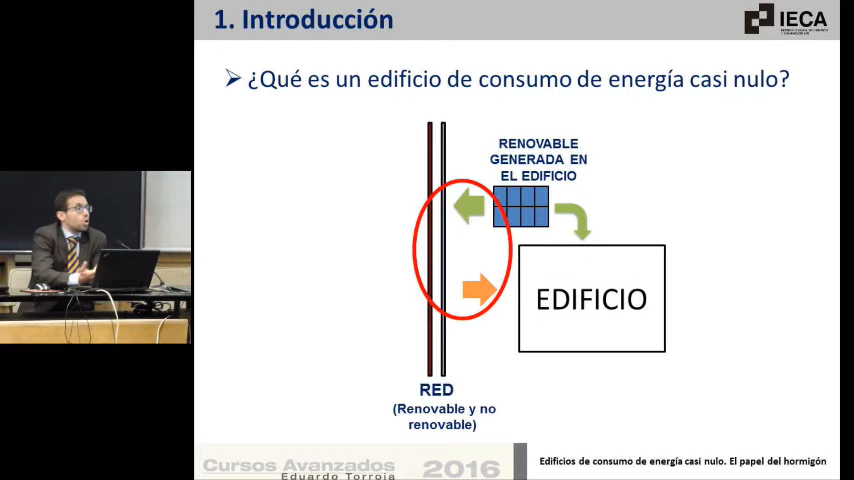 1. Introducción
IECA
¿Qué es un edificio de consumo de energía casi nulo?
RENOVABLE
GENERADA EN
EL EDIFICIO
EDIFICIO
RED
(Renovable y no
renovable)
Cursos Avanzados 2016
Eduardo Torroja
Edificios de consumo de energía casi nulo. El papel del hormigón